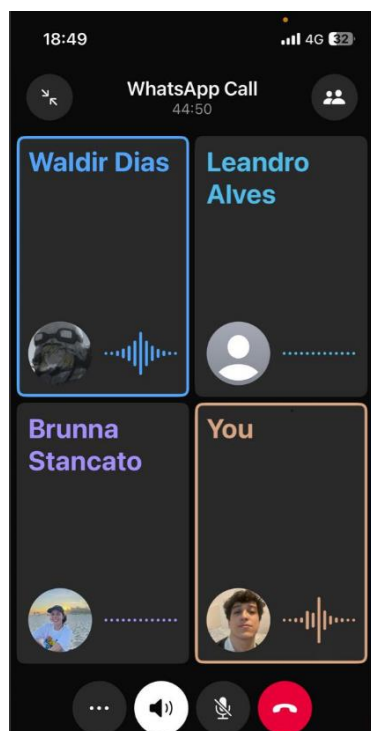 18:49
4G 32
WhatsApp Call
44:50
Waldir Dias
Leandro
Alves
Brunna
Stancato
You